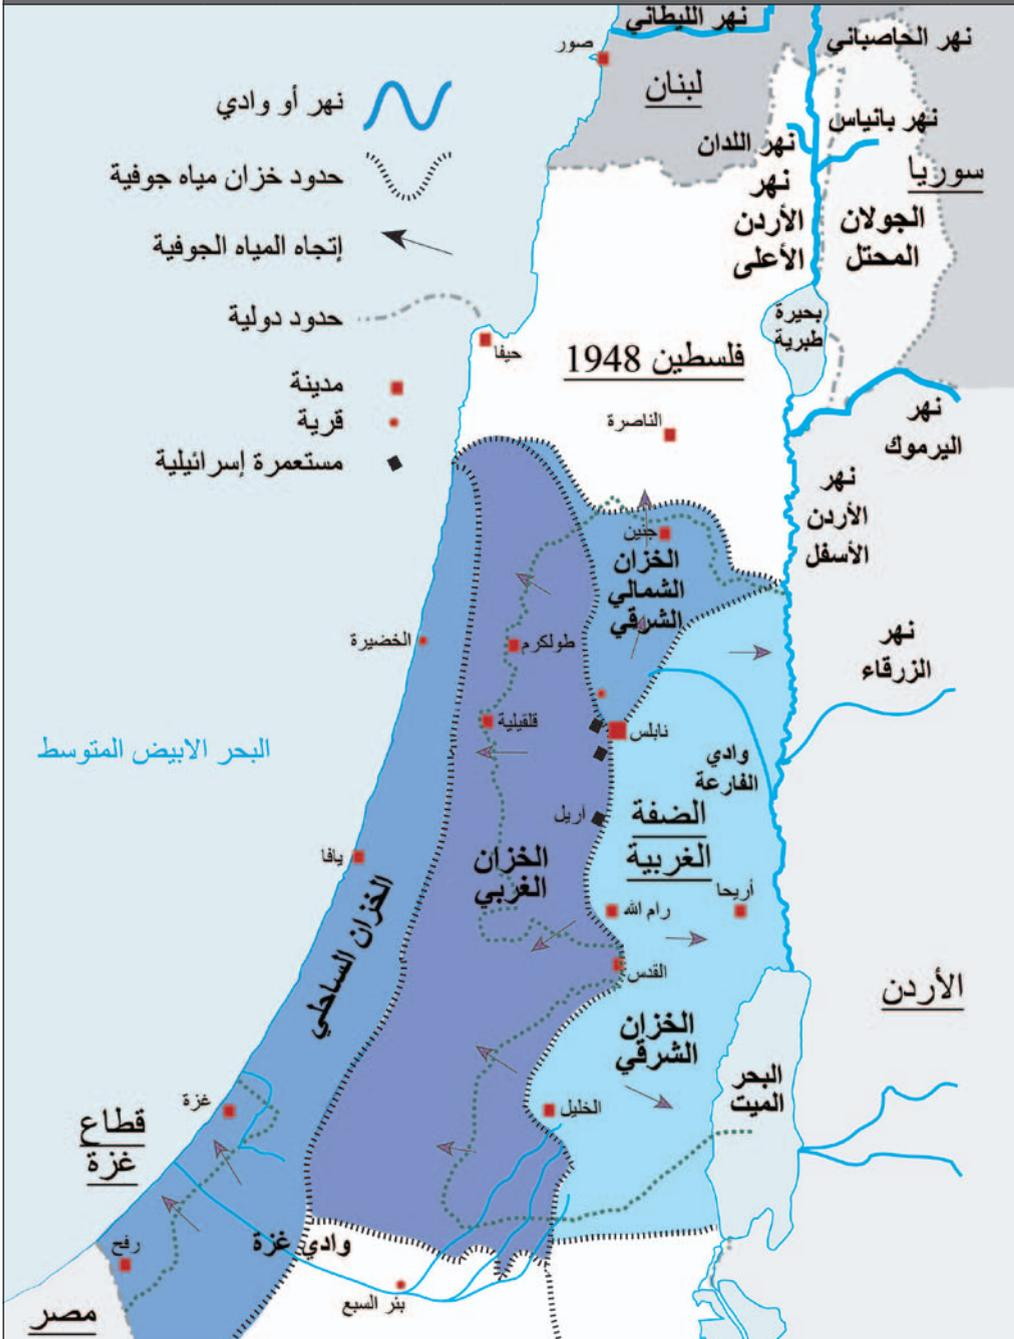 نهر الليطاني
نهر الحاصباني
صور
لبنان
نهر أو وادي
نهر بانياس
نهر اللدان
حدود خزان مياه جوفية
سوريا
نهر
الأردن
الأعلى
الجولان
المحتل
إتجاه المياه الجوفية
حدود دولية
بحيرة
طبرية
حيفا
فلسطين 1948
مدينة
قرية
مستعمرة إسرائيلية
الناصرة
نهر
اليرموك
نهر
الأردن
الأسفل
جنين
الخزان
الشمالي
الشرقي
الخضيرة
طولكرم
نهر
الزرقاء
قلقيلية
نابلس
البحر الابيض المتوسط
وادي
الفارعة
اريل
الضفة
الغربية
يافا
الخزان
الغربي
أريحا
رام الله
الخزان الساحلي
القدس
الأردن
الخزان
الشرقي
البحر
الميت
غزة
الخليل
قطاع
غزة
وادي غزة
رفح
بئر السبع
مصر